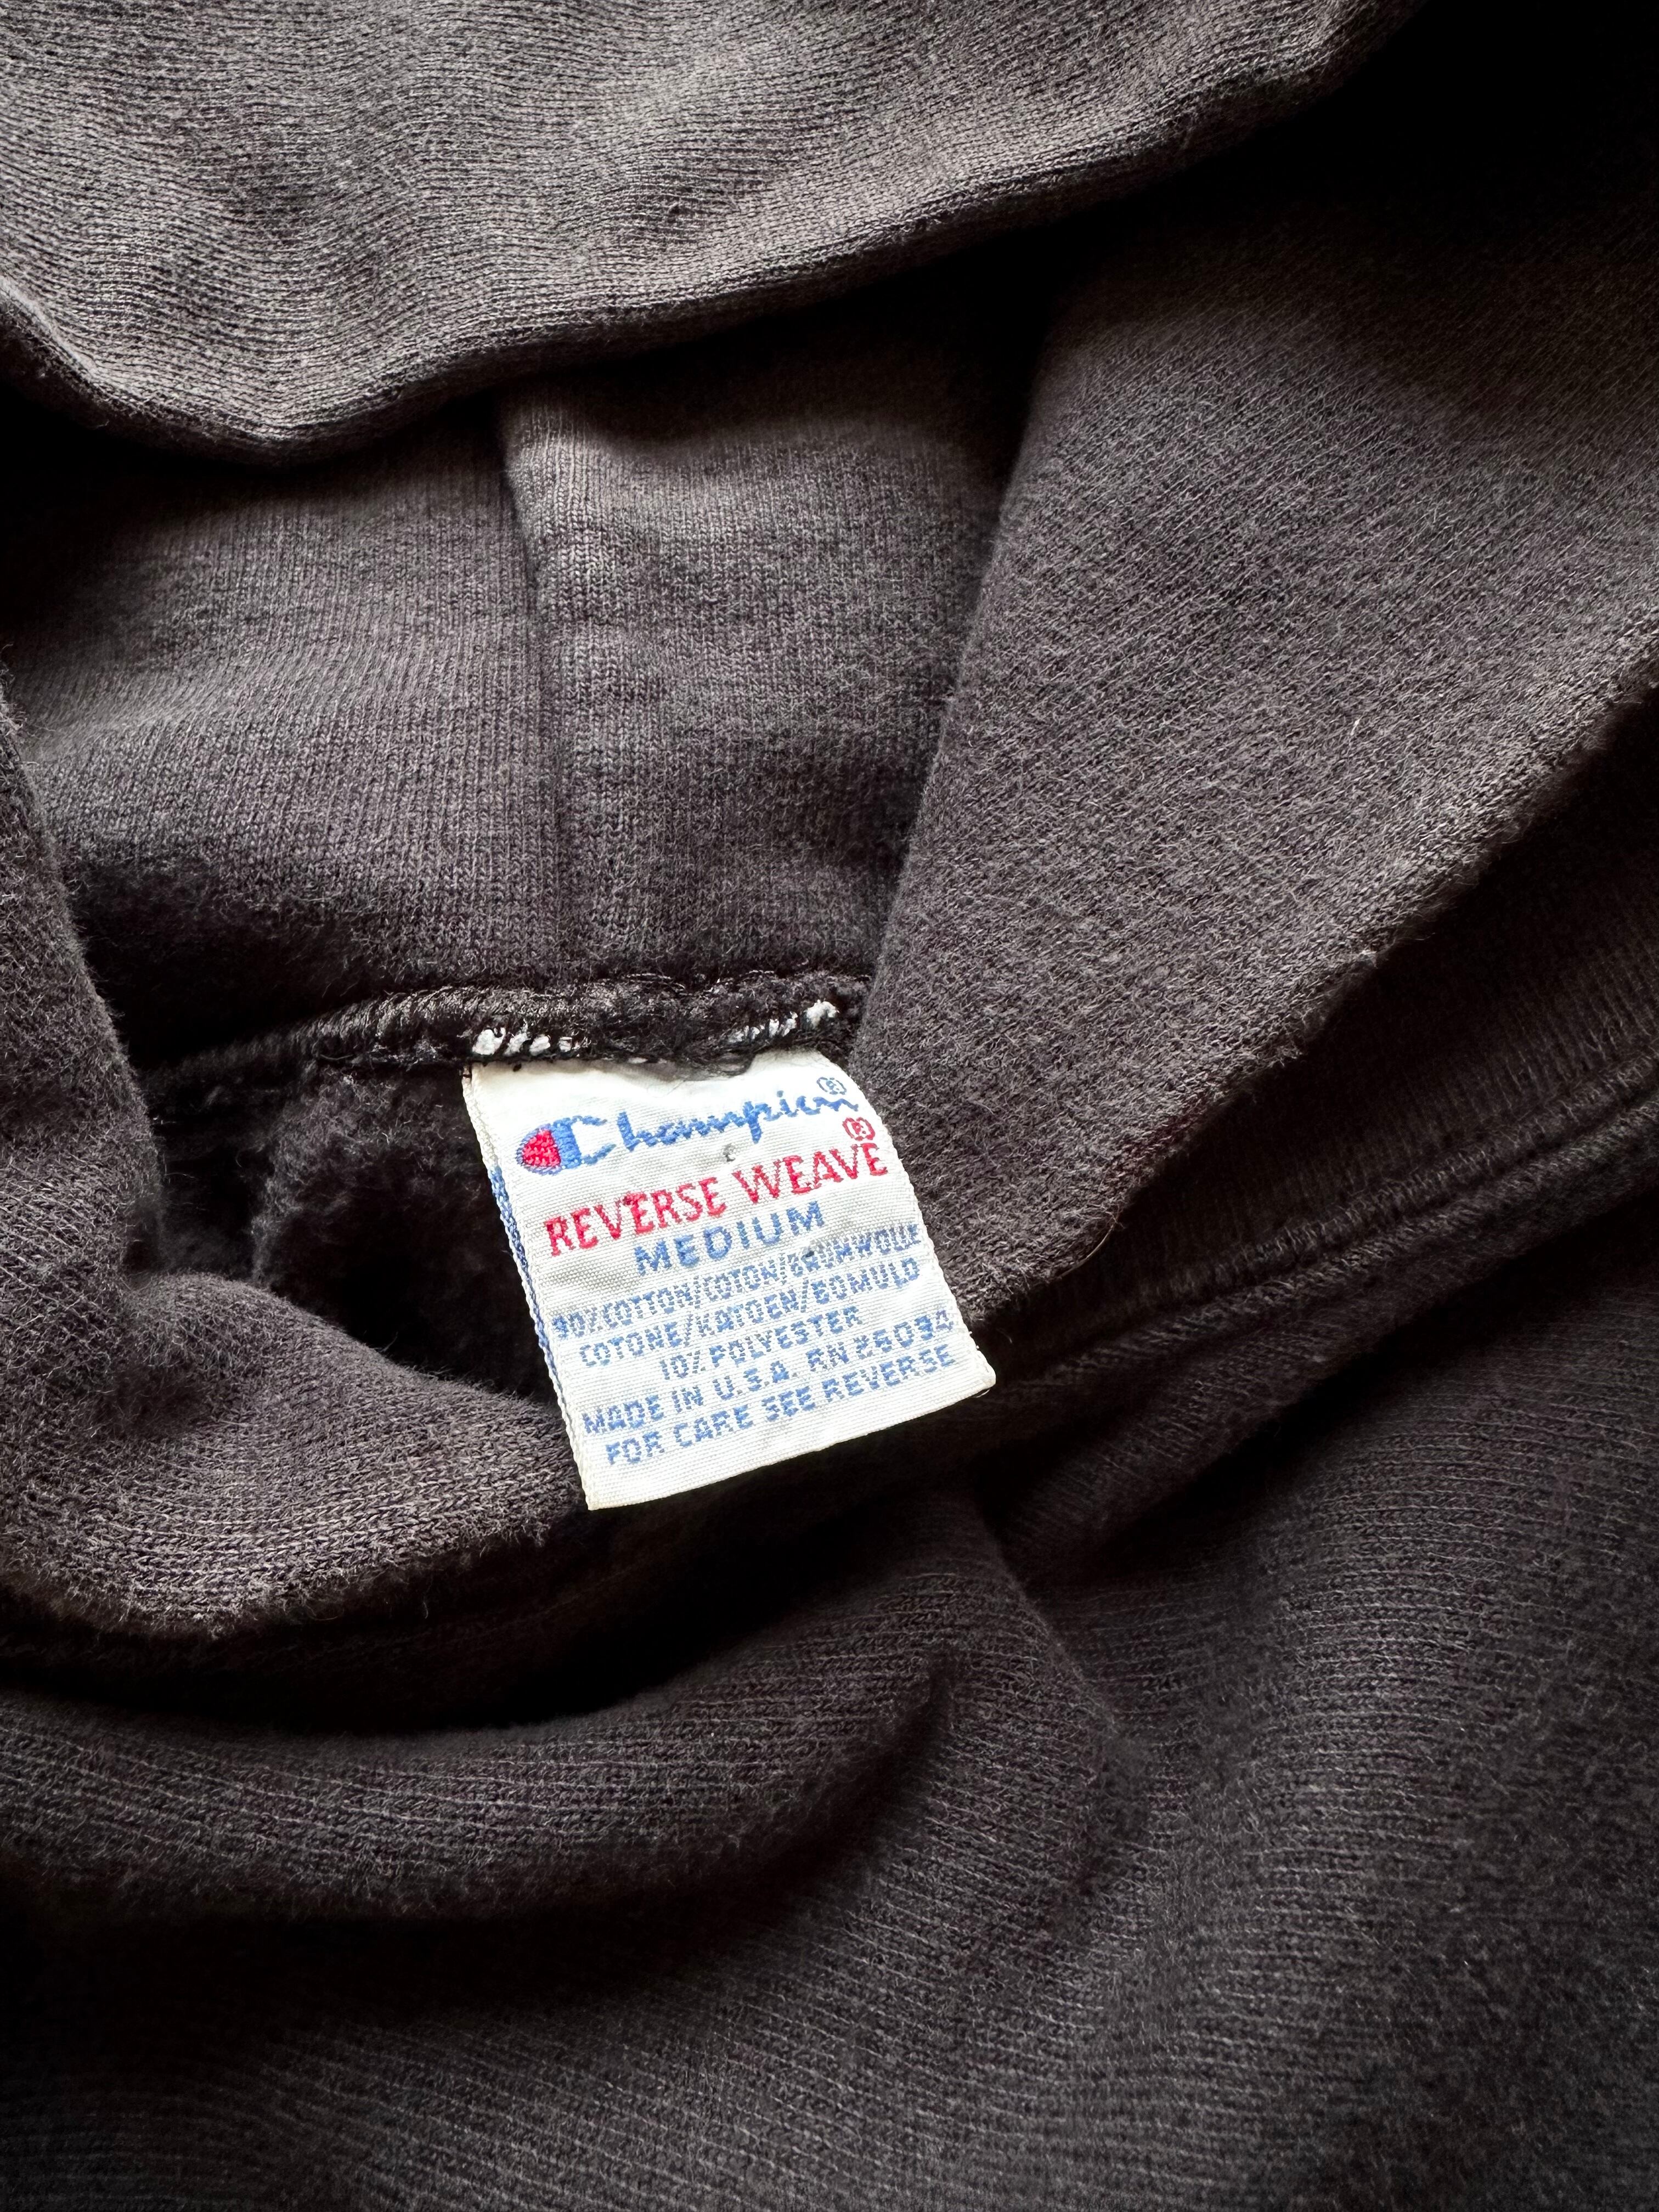 Champion®
REVERSE WEAVE®
MEDIUM
90% COTTON/COTON/BAUMWOLLE
COTONE/KATOEN/BOMULD
10% POLYESTER
MADE IN U.S.A. RN 26094
FOR CARE SEE REVERSE